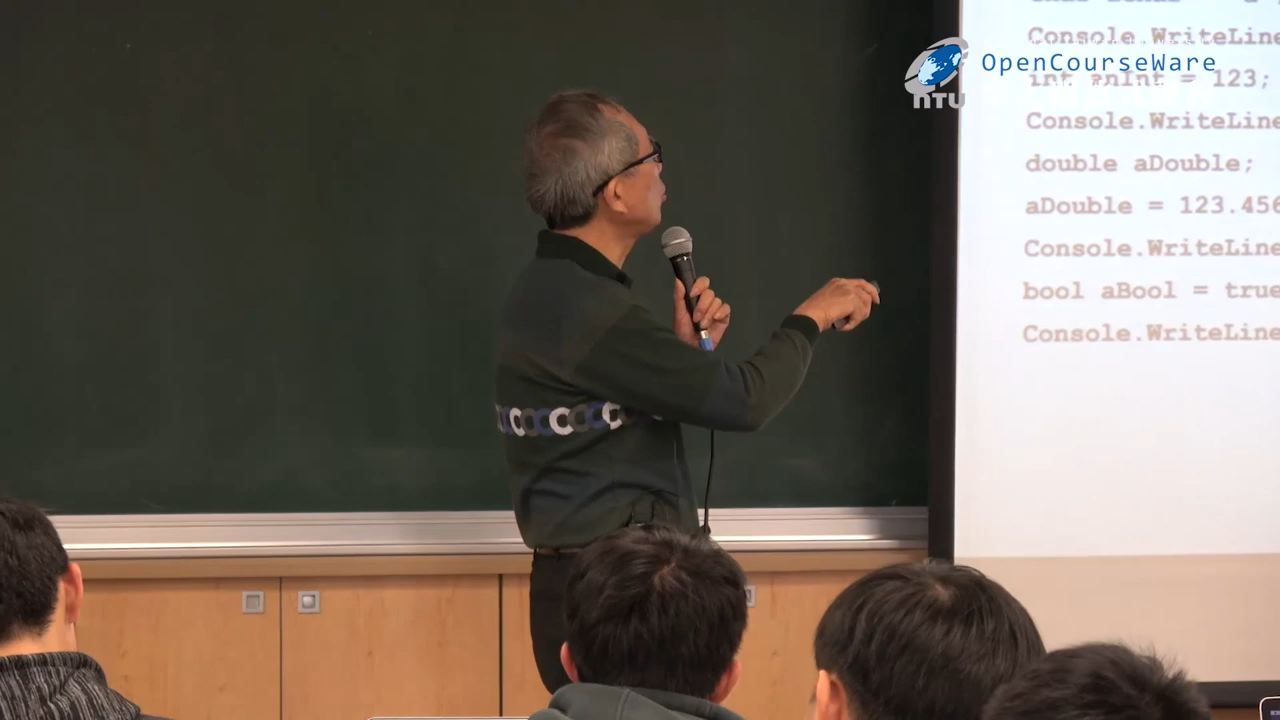 Console.WriteLine
OpenCourseWare
NTU
int anInt = 123;
Console.WriteLine
double aDouble;
aDouble = 123.456
Console.WriteLine
bool aBool = true
Console.WriteLine